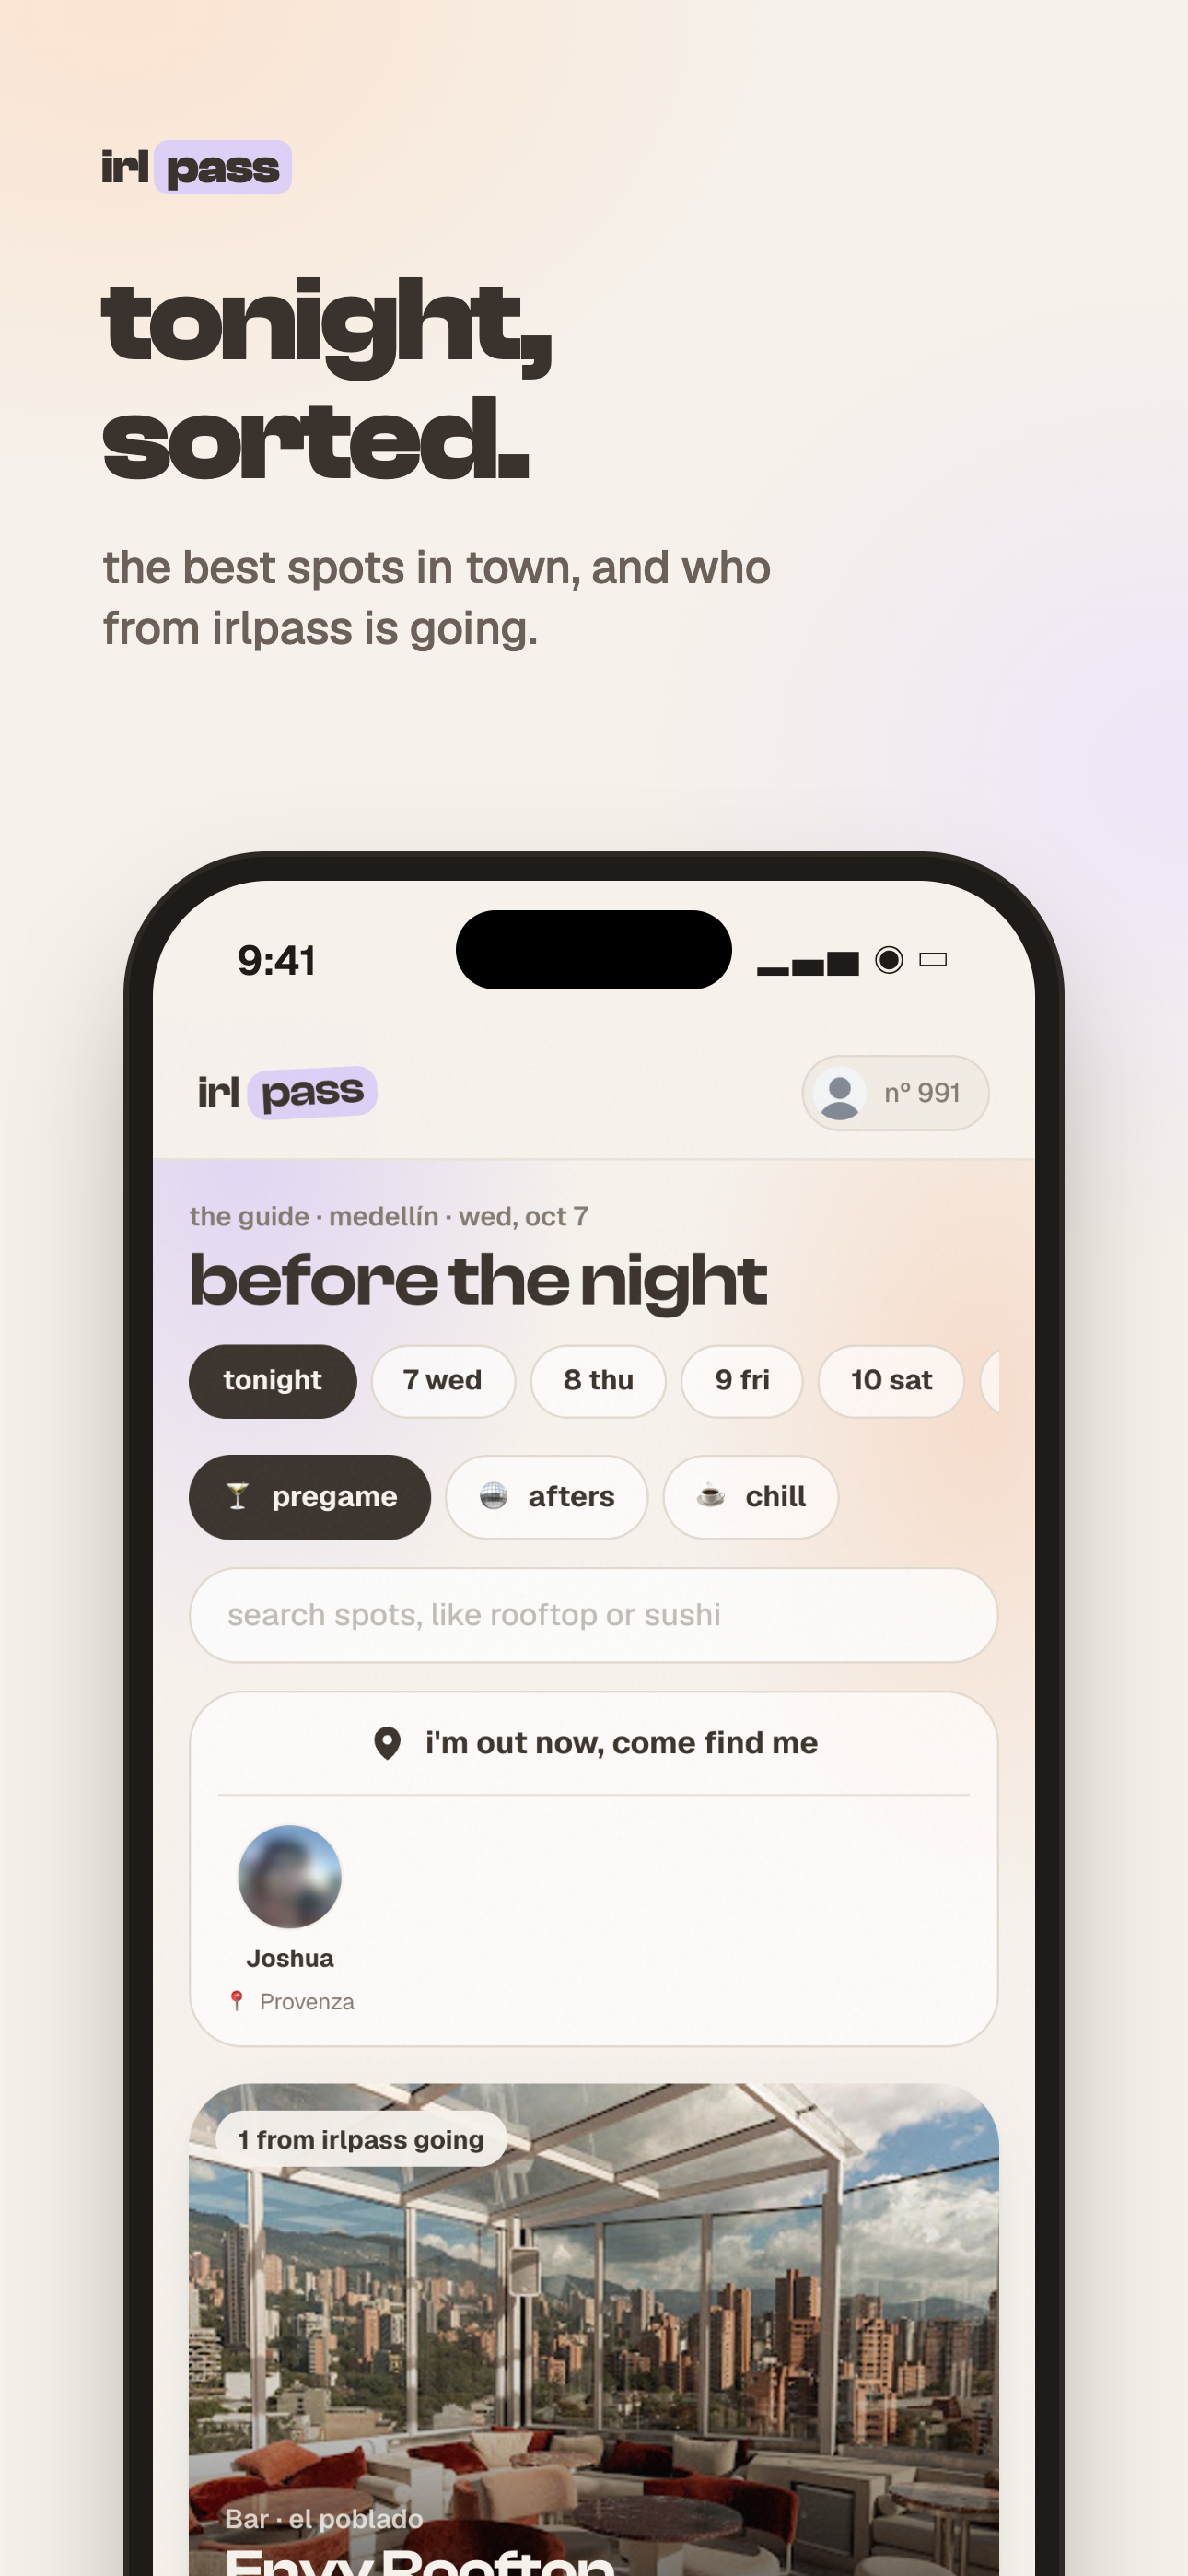 irl pass
tonight,
sorted.
the best spots in town, and who
from irlpass is going.
9:41
irl pass
nº 991
the guide · medellín · wed, oct 7
before the night
tonight
7 wed
8 thu
9 fri
10 sat
pregame
afters
chill
search spots, like rooftop or sushi
i'm out now, come find me
Joshua
Provenza
1 from irlpass going
Bar · el poblado
Envy Rooftop